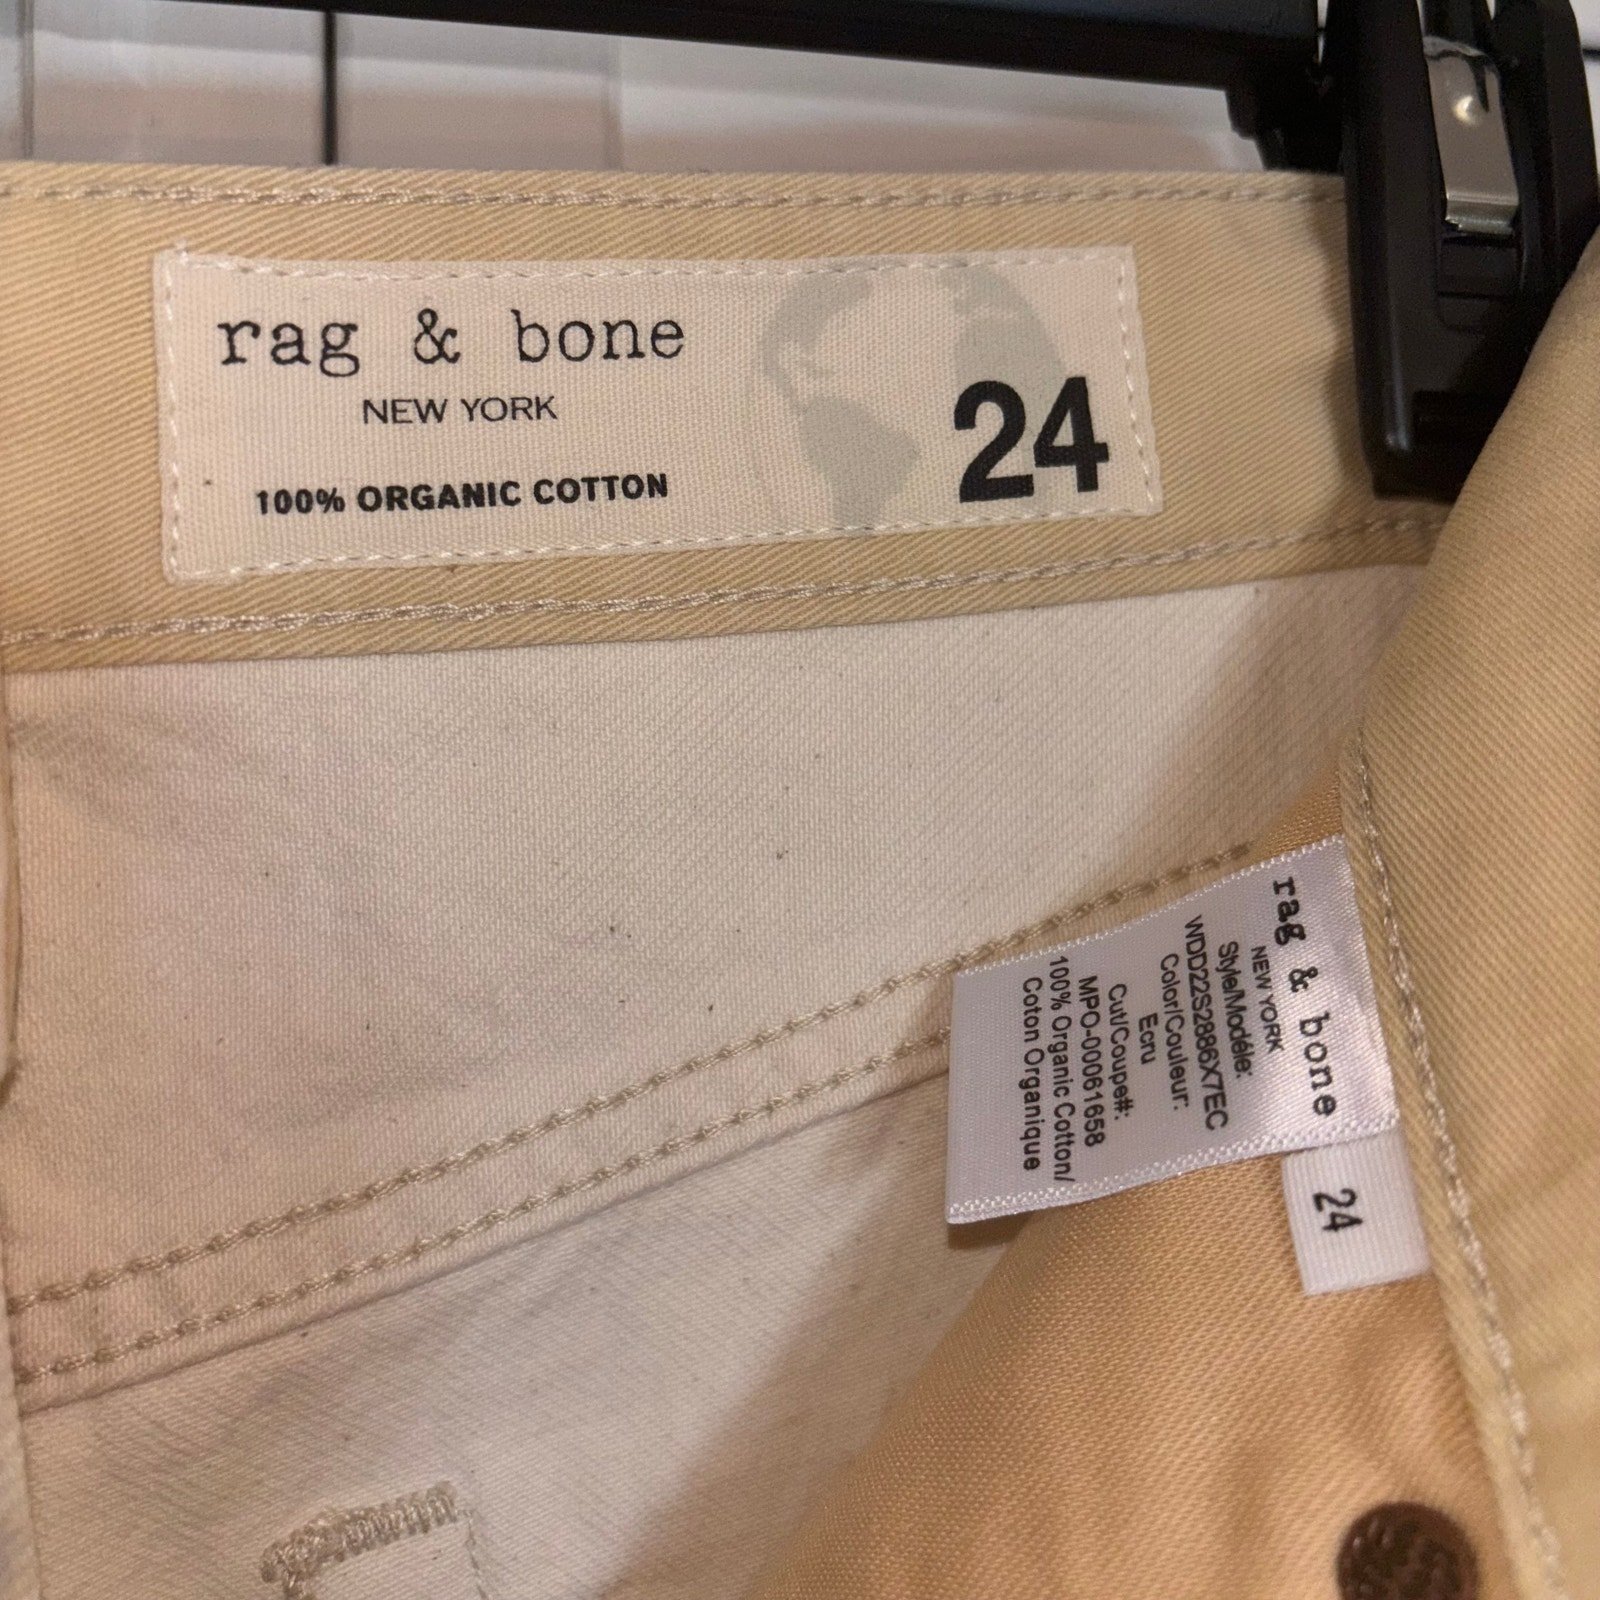 rag & bone
NEW YORK
100% ORGANIC COTTON
24
rag & bone
NEW YORK
Style/Modéle:
WDD22S2886X7EC
Color/Couleur:
Ecru
Cut/Coupe#:
MPO-00061658
100% Organic Cotton/
Coton Organique
24